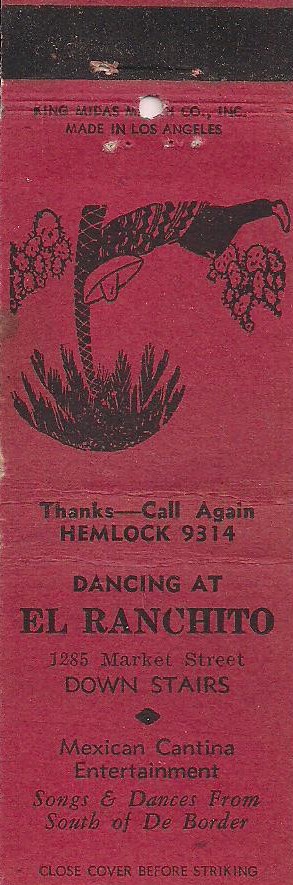 KING MIDAS MATCH CO., INC.
MADE IN LOS ANGELES
Thanks—Call Again
HEMLOCK 9314
DANCING AT
EL RANCHITO
1285 Market Street
DOWN STAIRS
Mexican Cantina
Entertainment
Songs & Dances From
South of De Border
CLOSE COVER BEFORE STRIKING